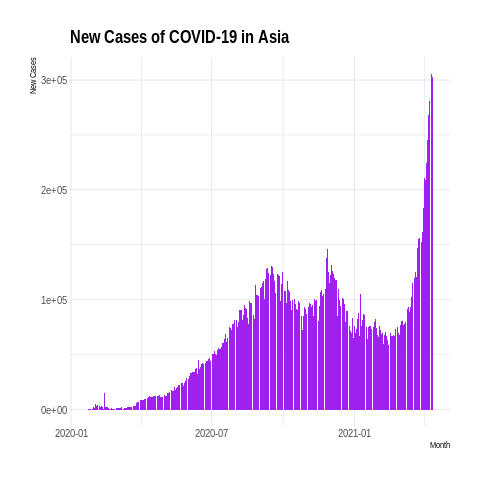 New Cases of COVID-19 in Asia
New Cases
3e+05
2e+05
1e+05
0e+00
2020-01
2020-07
2021-01
Month